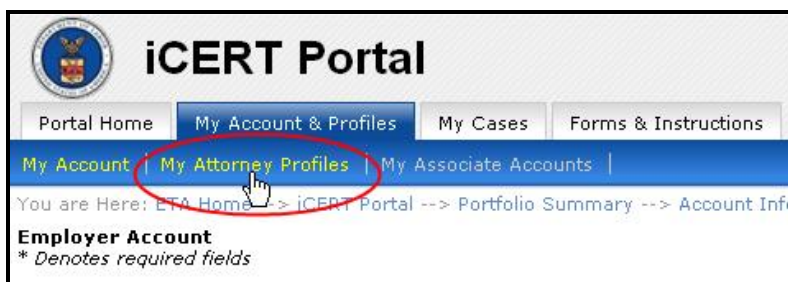 iCERT Portal
Portal Home My Account & Profiles My Cases Forms & Instructions
My Account | My Attorney Profiles | My Associate Accounts |
You are Here: ETA Home --> iCERT Portal --> Portfolio Summary --> Account Info
Employer Account
* Denotes required fields